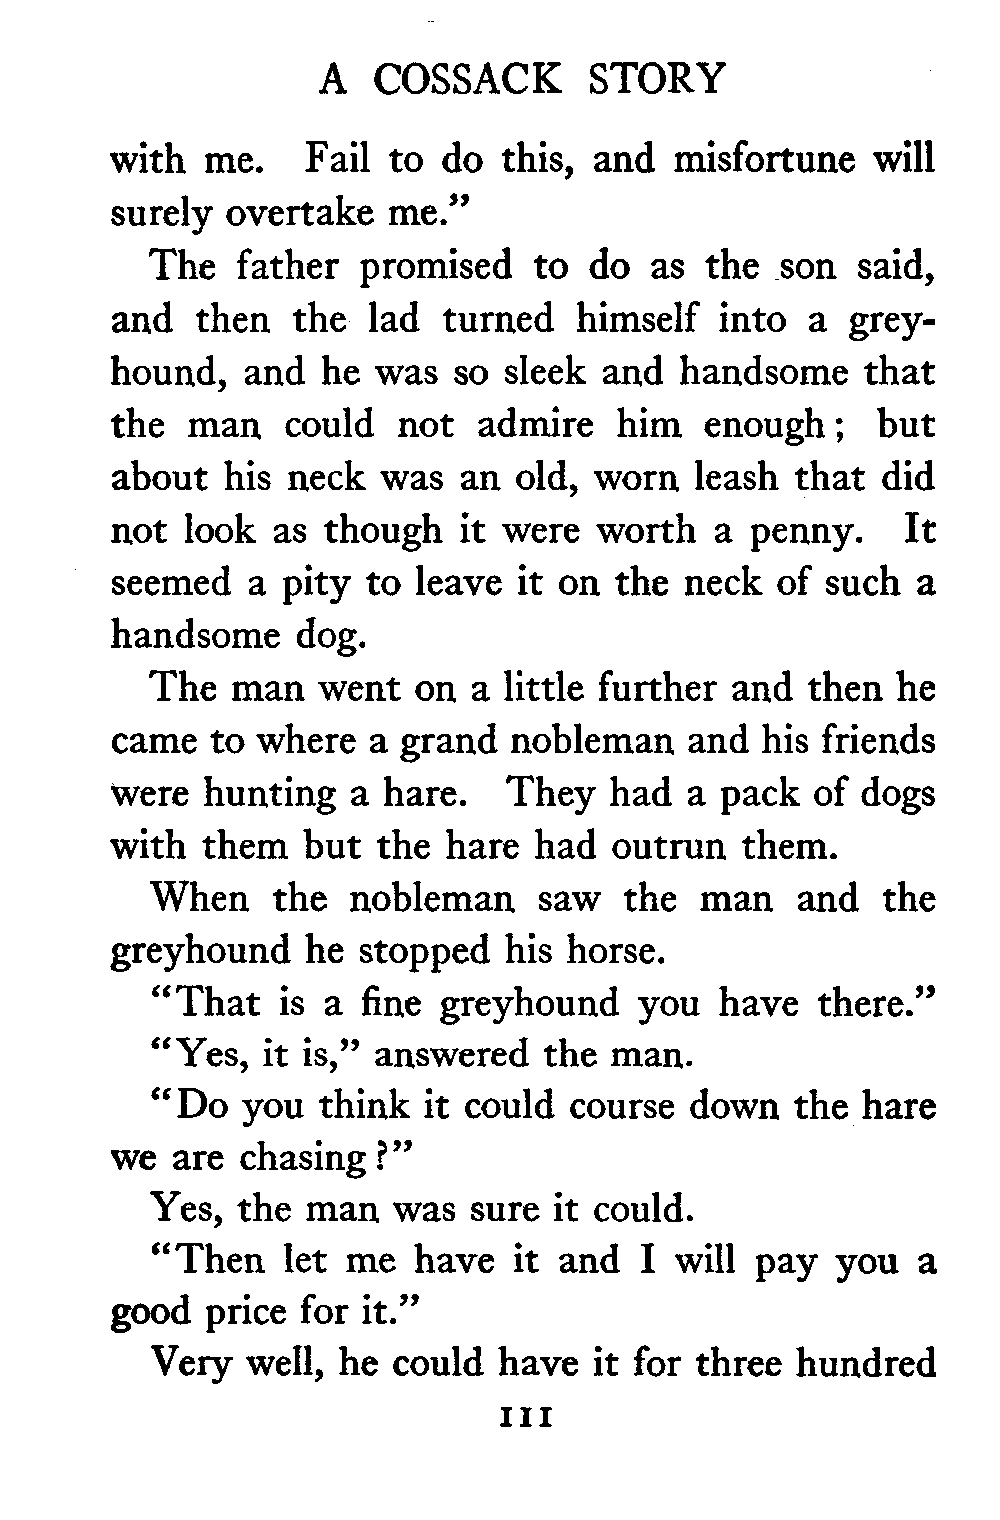 A COSSACK STORY
with me. Fail to do this, and misfortune will
surely overtake me."
The father promised to do as the son said,
and then the lad turned himself into a grey-
hound, and he was so sleek and handsome that
the man could not admire him enough; but
about his neck was an old, worn leash that did
not look as though it were worth a penny. It
seemed a pity to leave it on the neck of such a
handsome dog.
The man went on a little further and then he
came to where a grand nobleman and his friends
were hunting a hare. They had a pack of dogs
with them but the hare had outrun them.
When the nobleman saw the man and the
greyhound he stopped his horse.
"That is a fine greyhound you have there."
"Yes, it is," answered the man.
"Do you think it could course down the hare
we are chasing?"
Yes, the man was sure it could.
"Then let me have it and I will pay you a
good price for it."
Very well, he could have it for three hundred
111